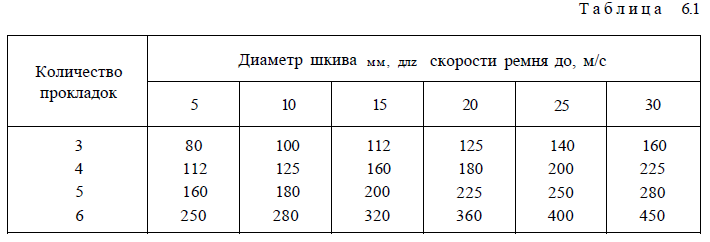 Таблица 6.1
Количество прокладок
Диаметр шкива мм, длz скорости ремня до, м/с
5 10 15 20 25 30
3 80 100 112 125 140 160
4 112 125 160 180 200 225
5 160 180 200 225 250 280
6 250 280 320 360 400 450